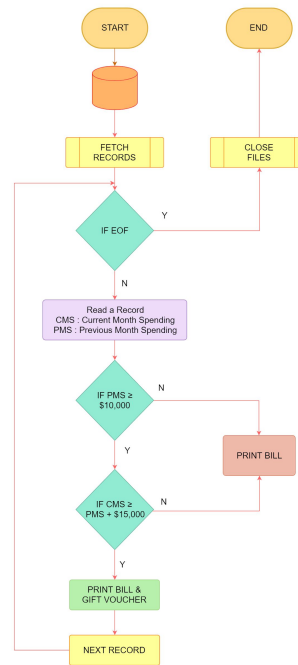 START
END
FETCH
RECORDS
CLOSE
FILES
IF EOF
Y
N
Read a Record
CMS : Current Month Spending
PMS : Previous Month Spending
IF PMS ≥
$10,000
N
Y
PRINT BILL
IF CMS ≥
PMS + $15,000
N
Y
PRINT BILL &
GIFT VOUCHER
NEXT RECORD